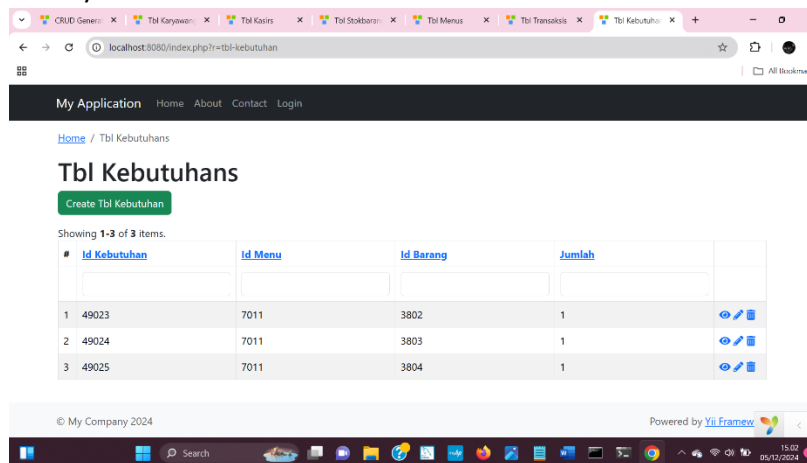 CRUD Genera
Tbl Karyawan
Tbl Kasirs
Tbl Stokbaran
Tbl Menus
Tbl Transaksis
Tbl Kebutuha
localhost:8080/index.php?r=tbl-kebutuhan
All Bookma
My Application Home About Contact Login
Home / Tbl Kebutuhans
Tbl Kebutuhans
Create Tbl Kebutuhan
Showing 1-3 of 3 items.
# Id Kebutuhan Id Menu Id Barang Jumlah
1 49023 7011 3802 1
2 49024 7011 3803 1
3 49025 7011 3804 1
© My Company 2024 Powered by Yii Framew
Search
15.02
05/12/2024